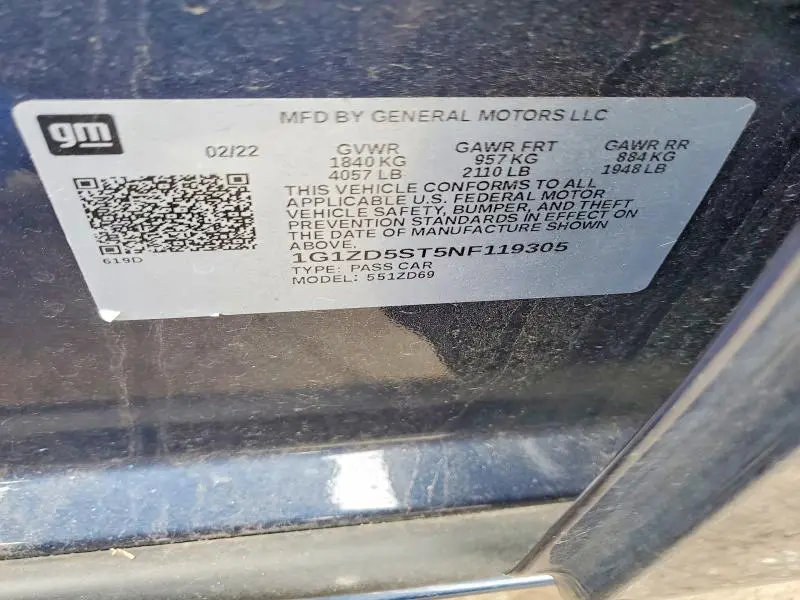 gm
MFD BY GENERAL MOTORS LLC
02/22 GVWR GAWR FRT GAWR RR
1840 KG 957 KG 884 KG
4057 LB 2110 LB 1948 LB
THIS VEHICLE CONFORMS TO ALL
APPLICABLE U.S. FEDERAL MOTOR
VEHICLE SAFETY, BUMPER, AND THEFT
PREVENTION STANDARDS IN EFFECT ON
THE DATE OF MANUFACTURE SHOWN
ABOVE.
619D
1G1ZD5ST5NF119305
TYPE: PASS CAR
MODEL: 551ZD69